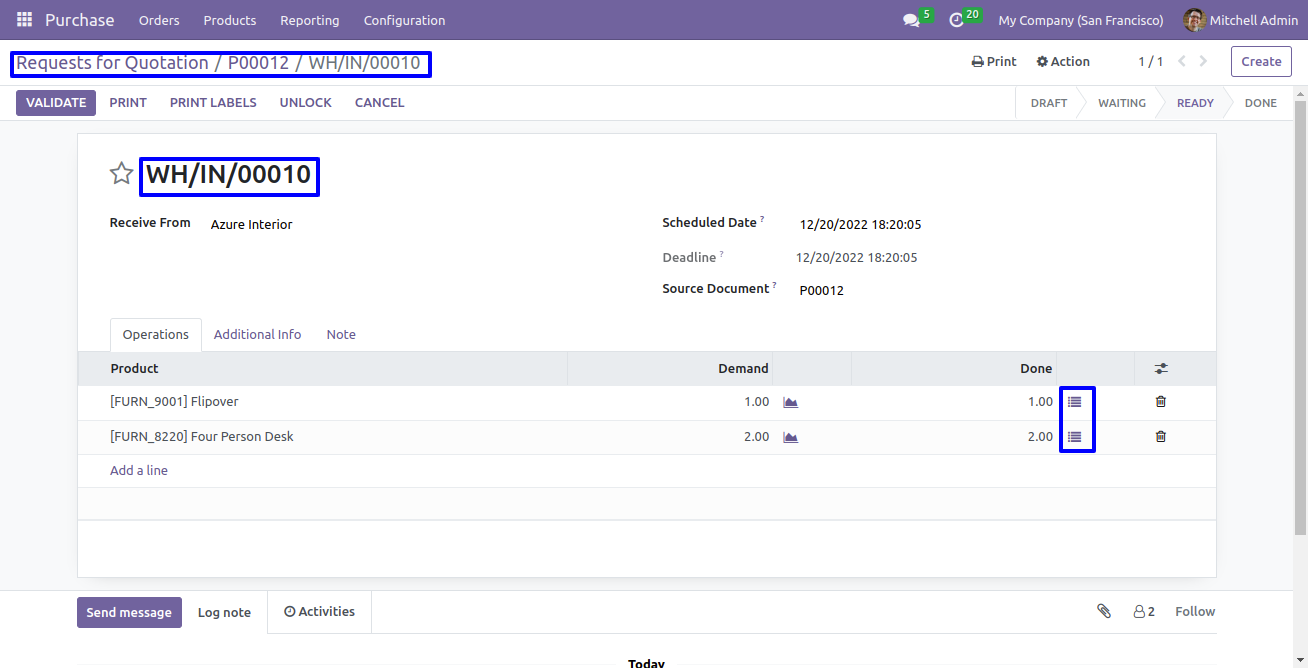 Purchase Orders Products Reporting Configuration 5 20 My Company (San Francisco) Mitchell Admin
Requests for Quotation / P00012 / WH/IN/00010 Print Action 1 / 1 Create
VALIDATE PRINT PRINT LABELS UNLOCK CANCEL DRAFT WAITING READY DONE
WH/IN/00010
Receive From Azure Interior Scheduled Date ? 12/20/2022 18:20:05
Deadline ? 12/20/2022 18:20:05
Source Document ? P00012
Operations Additional Info Note
Product Demand Done
[FURN_9001] Flipover 1.00 1.00
[FURN_8220] Four Person Desk 2.00 2.00
Add a line
Send message Log note Activities 2 Follow
Today